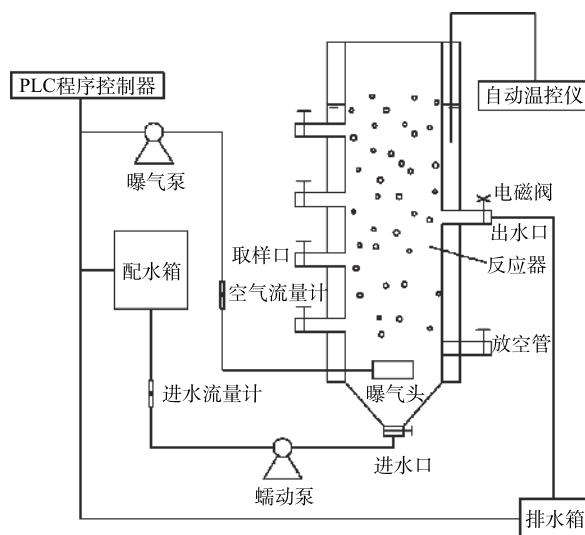 PLC程序控制器
自动温控仪
曝气泵
电磁阀
出水口
取样口
配水箱
反应器
空气流量计
放空管
进水流量计
曝气头
进水口
蠕动泵
排水箱